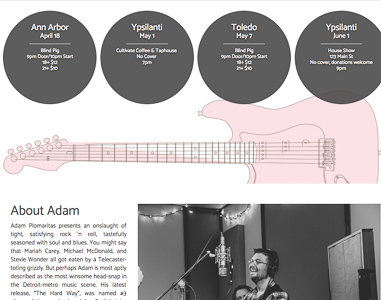 Ann Arbor
April 18
Blind Pig
9pm Door/10pm Start
18+ $12
21+ $10
Ypsilanti
May 1
Cultivate Coffee & Taphouse
No Cover
7pm
Toledo
May 7
Blind Pig
9pm Door/10pm Start
18+ $12
21+ $10
Ypsilanti
June 1
House Show
123 Main St
No cover, donations welcome
9pm
About Adam
Adam Plomaritas presents an onslaught of
tight, satisfying rock 'n roll, tastefully
seasoned with soul and blues. You might say
that Mariah Carey, Michael McDonald, and
Stevie Wonder all got eaten by a Telecaster-
toting grizzly. But perhaps Adam is most aptly
described as the most winsome head-snap in
the Detroit-metro music scene. His latest
release, "The Hard Way", was named #3